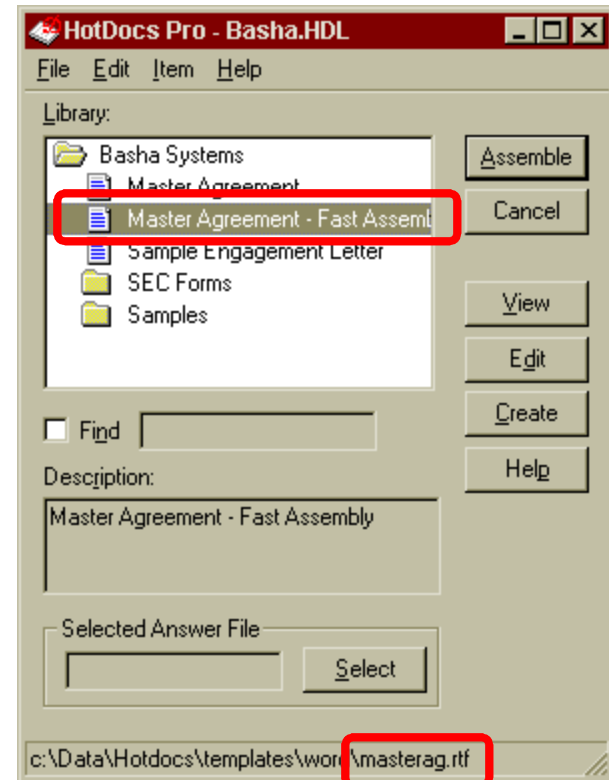 HotDocs Pro - Basha.HDL
File Edit Item Help
Library:
Basha Systems
Assemble
Master Agreement
Master Agreement - Fast Assembl
Cancel
Sample Engagement Letter
SEC Forms
Samples
View
Edit
Create
Find
Help
Description:
Master Agreement - Fast Assembly
Selected Answer File
Select
c:\Data\Hotdocs\templates\word\masterag.rtf